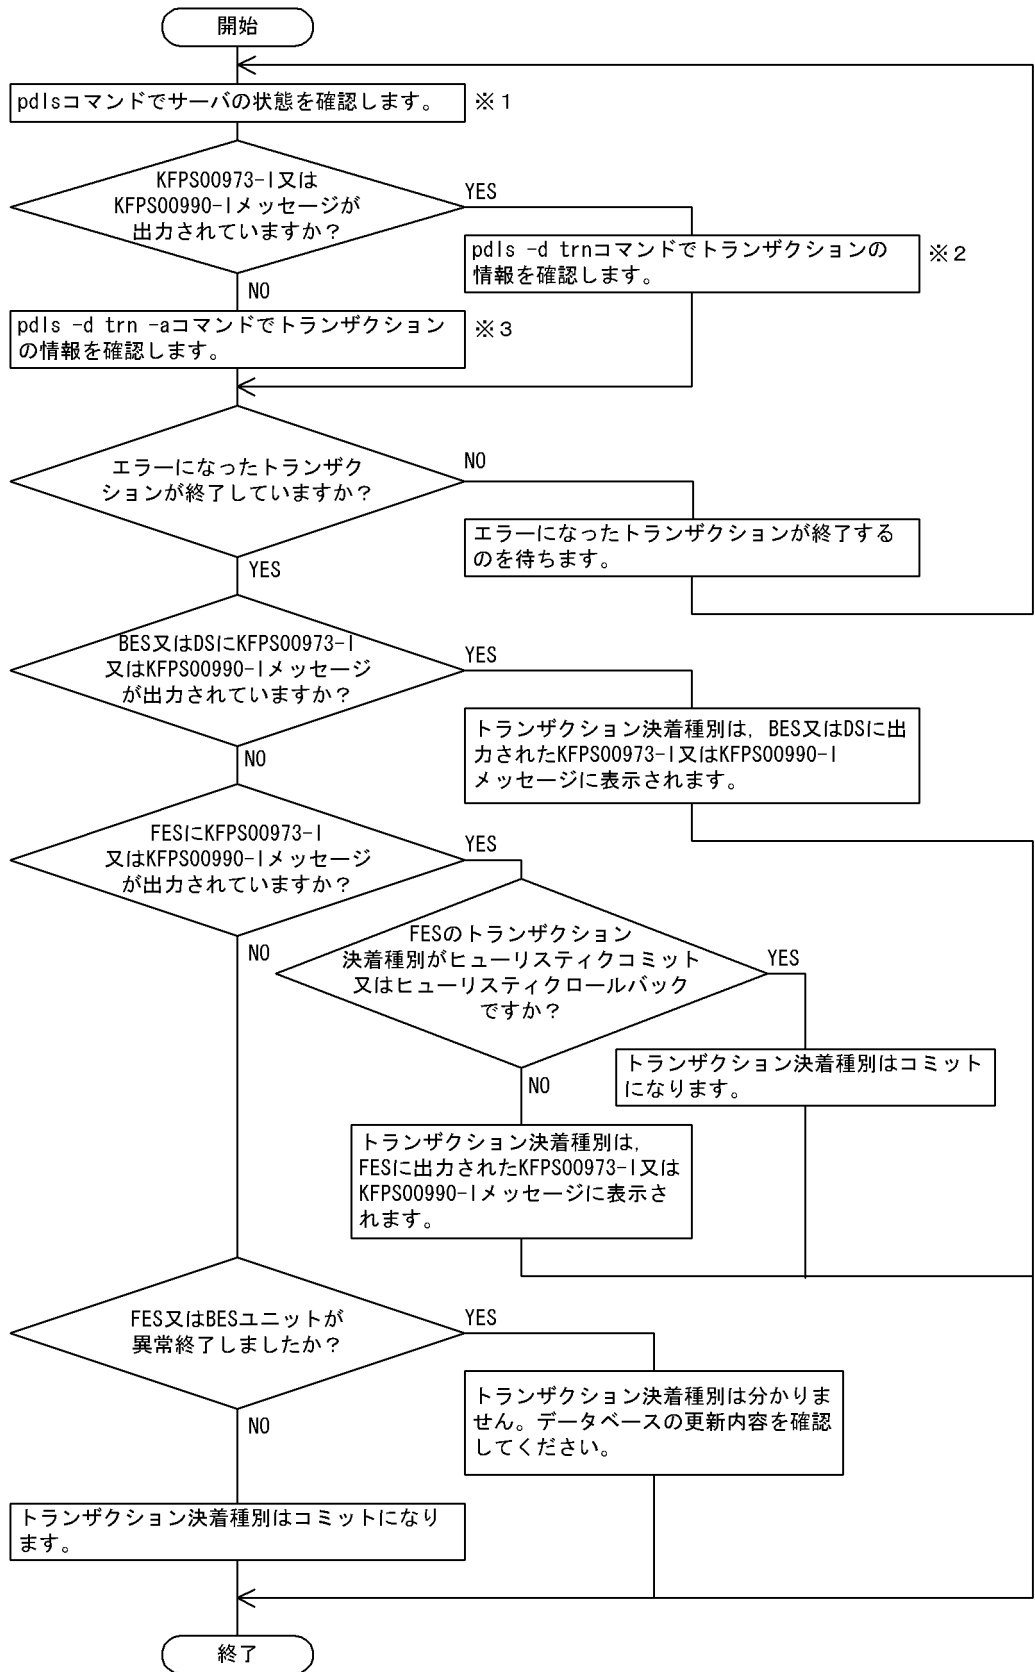 開始
pdlsコマンドでサーバの状態を確認します。
※1
KFPS00973-I又は
KFPS00990-Iメッセージが
出力されていますか？
YES
pdls -d trnコマンドでトランザクションの
情報を確認します。
※2
NO
pdls -d trn -aコマンドでトランザクション
の情報を確認します。
※3
エラーになったトランザク
ションが終了していますか？
NO
エラーになったトランザクションが終了する
のを待ちます。
YES
BES又はDSにKFPS00973-I
又はKFPS00990-Iメッセージ
が出力されていますか？
YES
トランザクション決着種別は，BES又はDSに出
力されたKFPS00973-I又はKFPS00990-I
メッセージに表示されます。
NO
FESにKFPS00973-I
又はKFPS00990-Iメッセージ
が出力されていますか？
YES
NO
FESのトランザクション
決着種別がヒューリスティクコミット
又はヒューリスティクロールバック
ですか？
YES
トランザクション決着種別はコミット
になります。
NO
トランザクション決着種別は，
FESに出力されたKFPS00973-I又は
KFPS00990-Iメッセージに表示さ
れます。
FES又はBESユニットが
異常終了しましたか？
YES
トランザクション決着種別は分かりま
せん。データベースの更新内容を確認
してください。
NO
トランザクション決着種別はコミットになり
ます。
終了